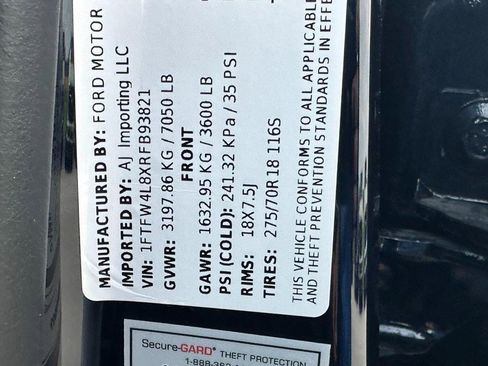 MANUFACTURED BY: FORD MOTOR
IMPORTED BY: AJ Importing LLC
VIN: 1FTFW4L8XRFB93821
GVWR: 3197.86 KG / 7050 LB
FRONT
GAWR: 1632.95 KG / 3600 LB
PSI (COLD): 241.32 KPa / 35 PSI
RIMS: 18X7.5J
TIRES: 275/70R18 116S
THIS VEHICLE CONFORMS TO ALL APPLICABLE
AND THEFT PREVENTION STANDARDS IN EFFE
Secure-GARD® THEFT PROTECTION